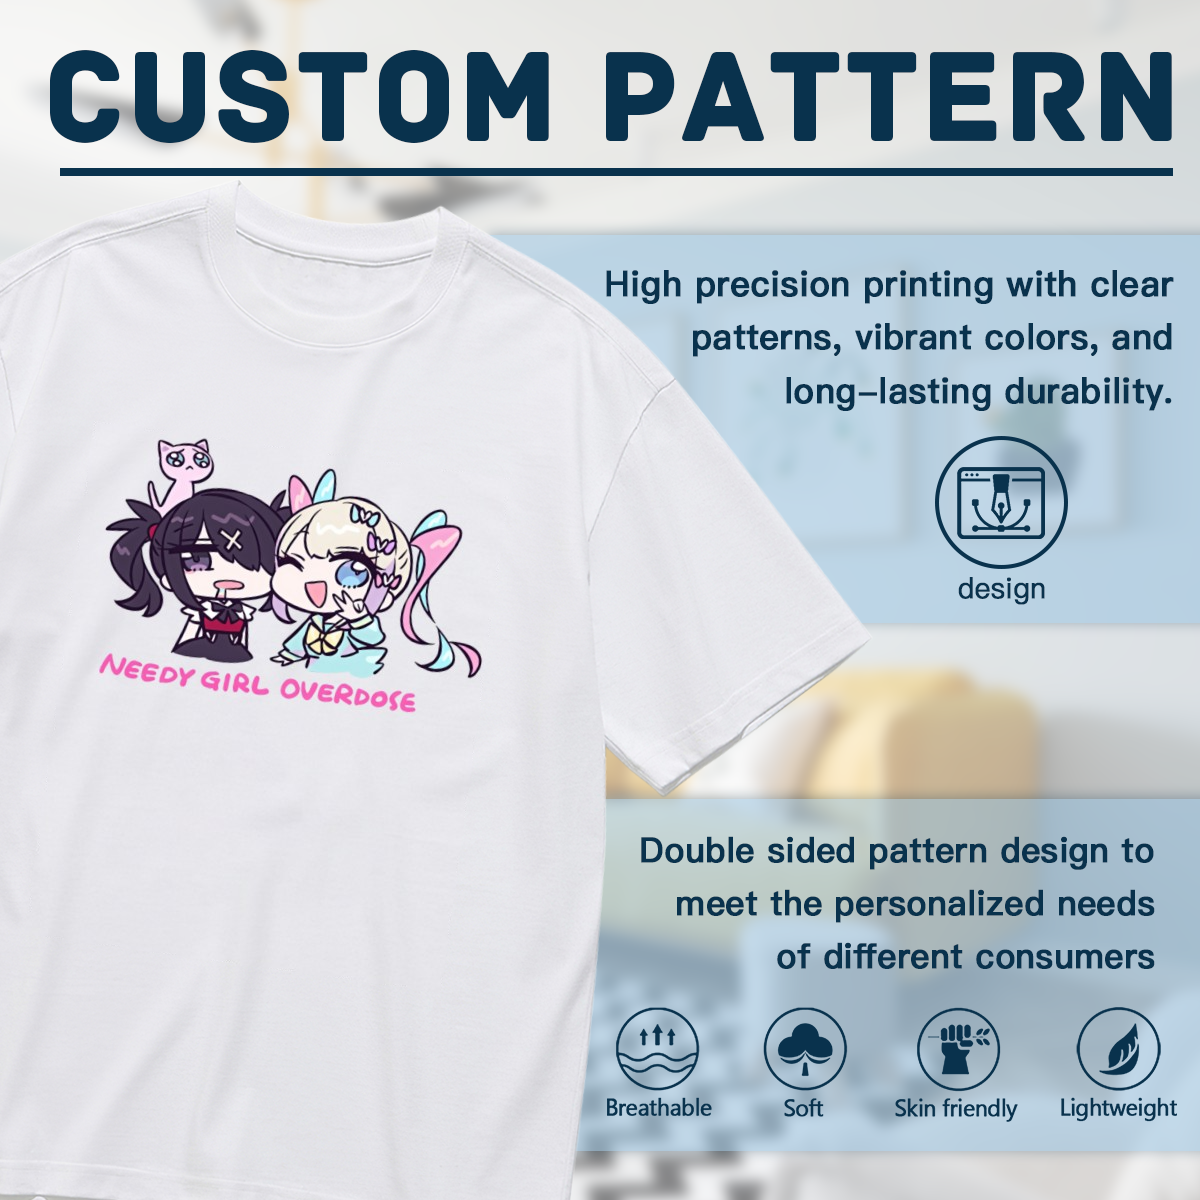 CUSTOM PATTERN
High precision printing with clear
patterns, vibrant colors, and
long-lasting durability.
design
NEEDY GIRL OVERDOSE
Double sided pattern design to
meet the personalized needs
of different consumers
Breathable
Soft
Skin friendly
Lightweight